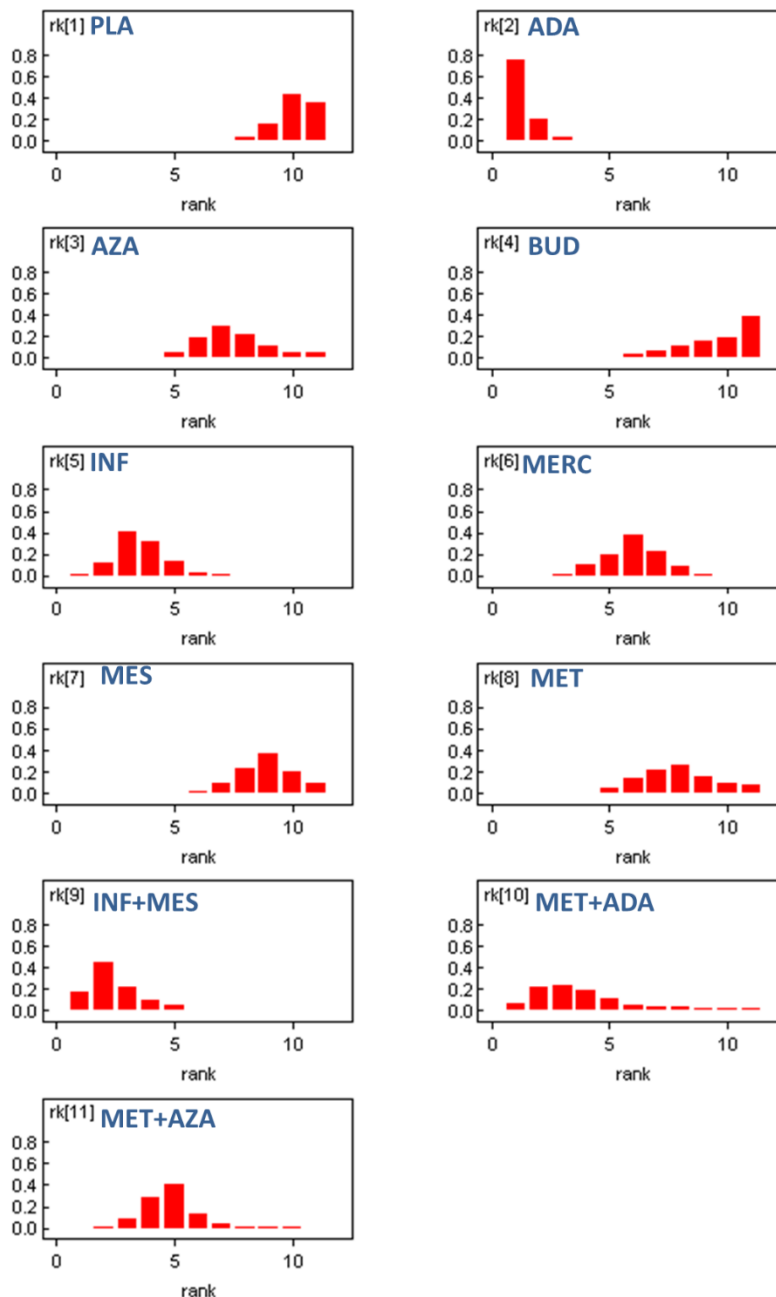 rk[1] PLA
0.8
0.6
0.4
0.2
0.0
0 5 10
rank
rk[2] ADA
0.8
0.6
0.4
0.2
0.0
0 5 10
rank
rk[3] AZA
0.8
0.6
0.4
0.2
0.0
0 5 10
rank
rk[4] BUD
0.8
0.6
0.4
0.2
0.0
0 5 10
rank
rk[5] INF
0.8
0.6
0.4
0.2
0.0
0 5 10
rank
rk[6] MERC
0.8
0.6
0.4
0.2
0.0
0 5 10
rank
rk[7] MES
0.8
0.6
0.4
0.2
0.0
0 5 10
rank
rk[8] MET
0.8
0.6
0.4
0.2
0.0
0 5 10
rank
rk[9] INF+MES
0.8
0.6
0.4
0.2
0.0
0 5 10
rank
rk[10] MET+ADA
0.8
0.6
0.4
0.2
0.0
0 5 10
rank
rk[11] MET+AZA
0.8
0.6
0.4
0.2
0.0
0 5 10
rank